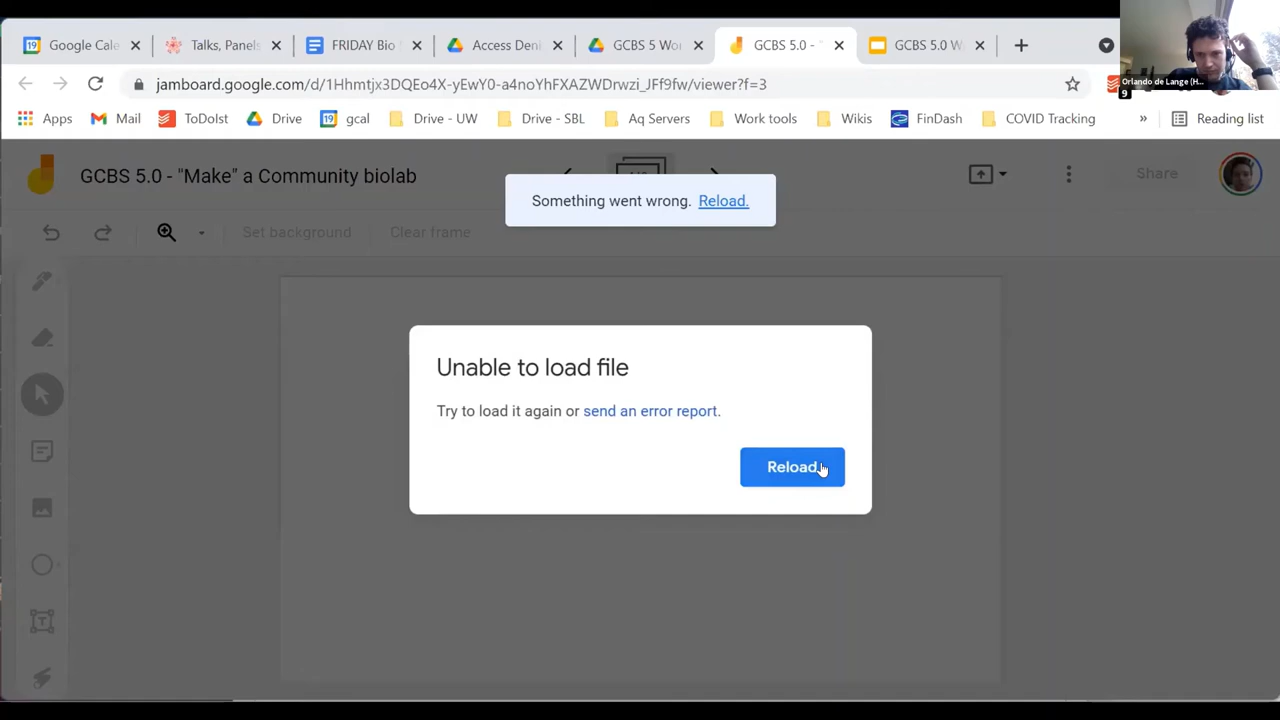 Google Cale
Talks, Panels
FRIDAY Bio
Access Deni
GCBS 5 Wor
GCBS 5.0 - "
GCBS 5.0 W
Orlando de Lange (H...
9
jamboard.google.com/d/1Hhmtjx3DQEo4X-yEwmIa4noYhFXAZWDrwzi_JFf9fw/viewer?f=3
Apps
Mail
ToDoIst
Drive
gcal
Drive - UW
Drive - SBL
Aq Servers
Work tools
Wikis
FinDash
COVID Tracking
»
Reading list
GCBS 5.0 - "Make" a Community biolab
Share
Something went wrong. Reload.
Set background
Clear frame
Unable to load file
Try to load it again or send an error report.
Reload